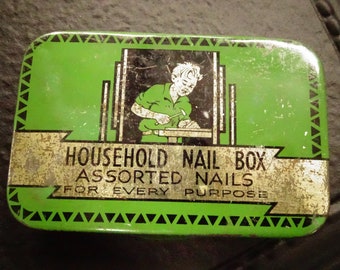 HOUSEHOLD NAIL BOX
ASSORTED NAILS
FOR EVERY PURPOSE